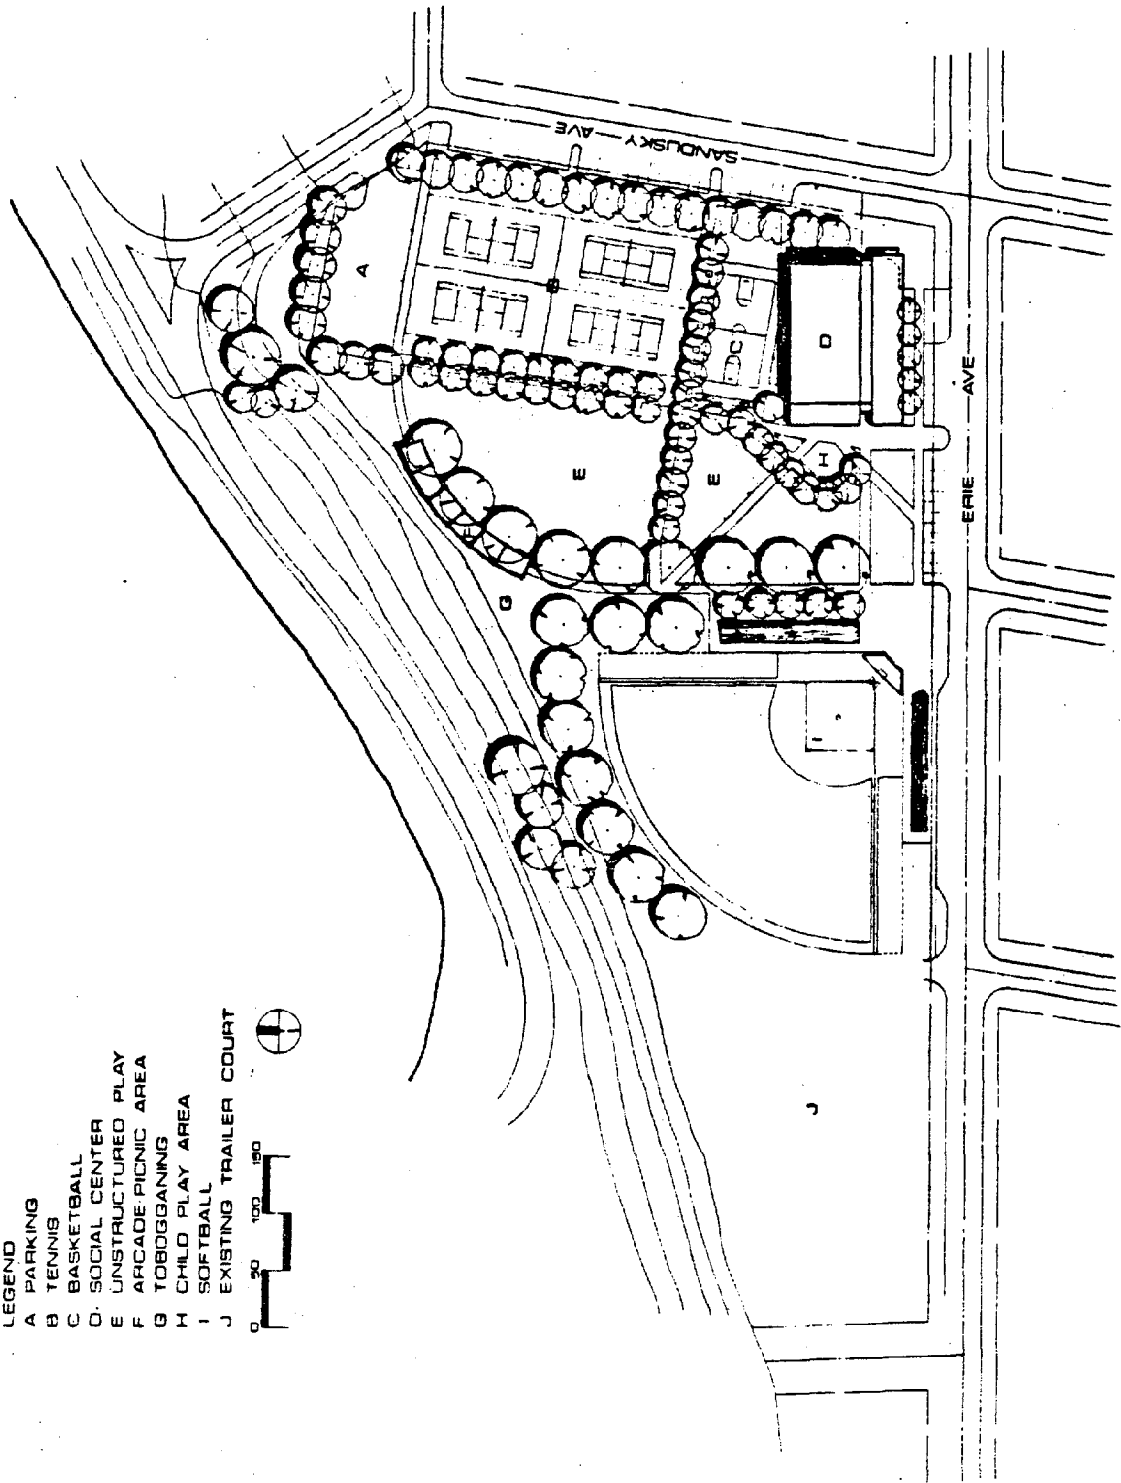 LEGEND
A PARKING
B TENNIS
C BASKETBALL
D SOCIAL CENTER
E UNSTRUCTURED PLAY
F ARCADE-PICNIC AREA
G TOBOGGANING
H CHILD PLAY AREA
I SOFTBALL
J EXISTING TRAILER COURT
0 50 100 150
SANDUSKY AVE
ERIE AVE
A
B
C
D
E
E
F
G
H
I
J